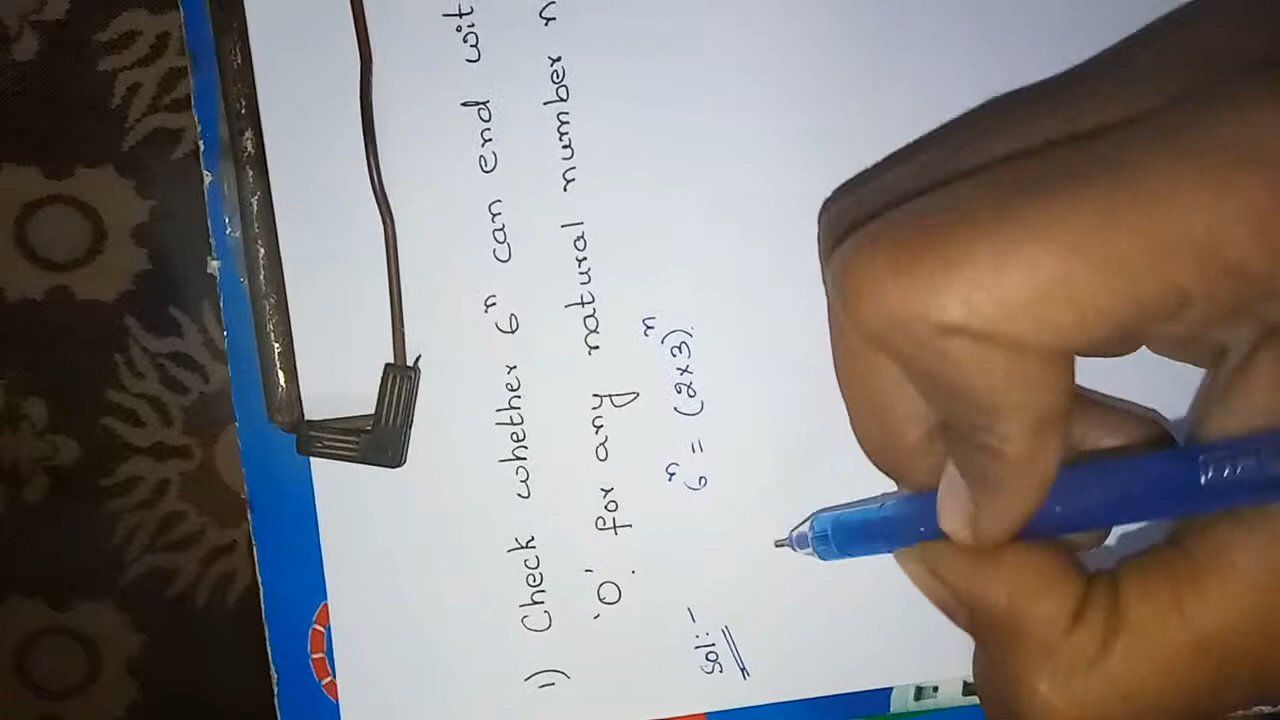 1) Check whether 6ⁿ can end wit
'0'. for any natural number n
Sol:- 6ⁿ = (2×3)ⁿ.